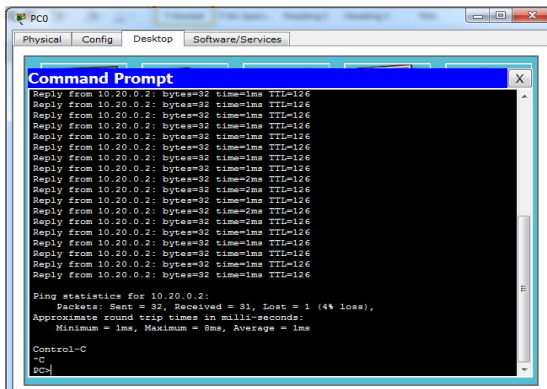 PC0
Physical Config Desktop Software/Services
Command Prompt X
Reply from 10.20.0.2: bytes=32 time=1ms TTL=126
Reply from 10.20.0.2: bytes=32 time=1ms TTL=126
Reply from 10.20.0.2: bytes=32 time=1ms TTL=126
Reply from 10.20.0.2: bytes=32 time=1ms TTL=126
Reply from 10.20.0.2: bytes=32 time=1ms TTL=126
Reply from 10.20.0.2: bytes=32 time=1ms TTL=126
Reply from 10.20.0.2: bytes=32 time=1ms TTL=126
Reply from 10.20.0.2: bytes=32 time=1ms TTL=126
Reply from 10.20.0.2: bytes=32 time=2ms TTL=126
Reply from 10.20.0.2: bytes=32 time=1ms TTL=126
Reply from 10.20.0.2: bytes=32 time=1ms TTL=126
Reply from 10.20.0.2: bytes=32 time=2ms TTL=126
Reply from 10.20.0.2: bytes=32 time=2ms TTL=126
Reply from 10.20.0.2: bytes=32 time=2ms TTL=126
Reply from 10.20.0.2: bytes=32 time=1ms TTL=126
Reply from 10.20.0.2: bytes=32 time=1ms TTL=126
Reply from 10.20.0.2: bytes=32 time=1ms TTL=126
Reply from 10.20.0.2: bytes=32 time=1ms TTL=126
Ping statistics for 10.20.0.2:
Packets: Sent = 32, Received = 31, Lost = 1 (4% loss),
Approximate round trip times in milli-seconds:
Minimum = 1ms, Maximum = 8ms, Average = 1ms
Control-C
^C
PC>